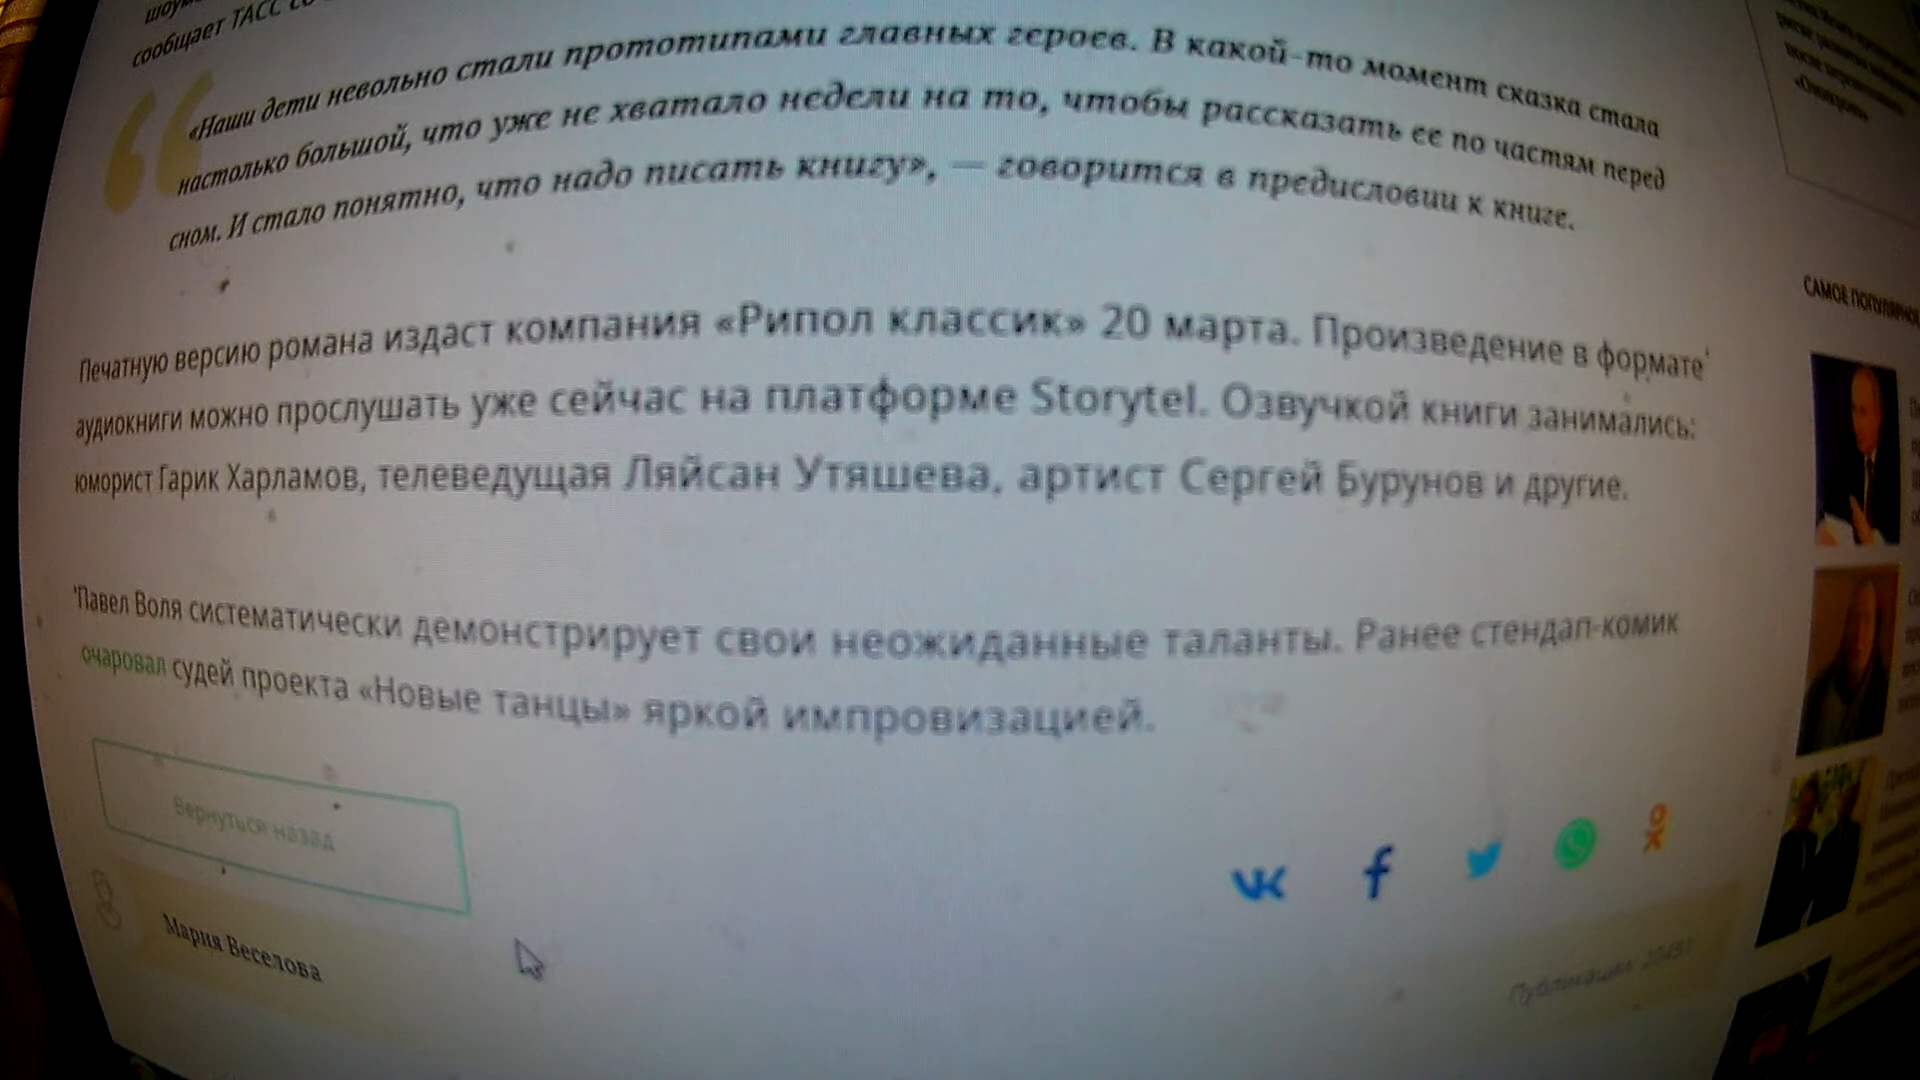 сообщает ТАСС со
«Наши дети невольно стали прототипами главных героев. В какой-то момент сказка стала
настолько большой, что уже не хватало недели на то, чтобы рассказать ее по частям перед
сном. И стало понятно, что надо писать книгу», — говорится в предисловии к книге.
Печатную версию романа издаст компания «Рипол классик» 20 марта. Произведение в формате
аудиокниги можно прослушать уже сейчас на платформе Storytel. Озвучкой книги занимались:
юморист Гарик Харламов, телеведущая Ляйсан Утяшева, артист Сергей Бурунов и другие.
Павел Воля систематически демонстрирует свои неожиданные таланты. Ранее стендап-комик
очаровал судей проекта «Новые танцы» яркой импровизацией.
Вернуться назад
Мария Веселова
САМОЕ ПОПУЛЯРНОЕ